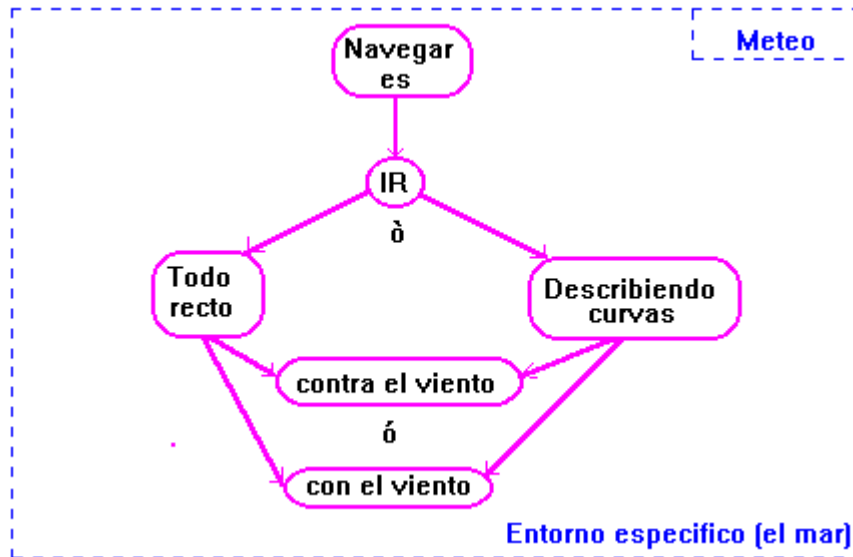 Meteo
Navegar
es
IR
ò
Todo
recto
Describiendo
curvas
contra el viento
ó
con el viento
Entorno especifico (el mar)